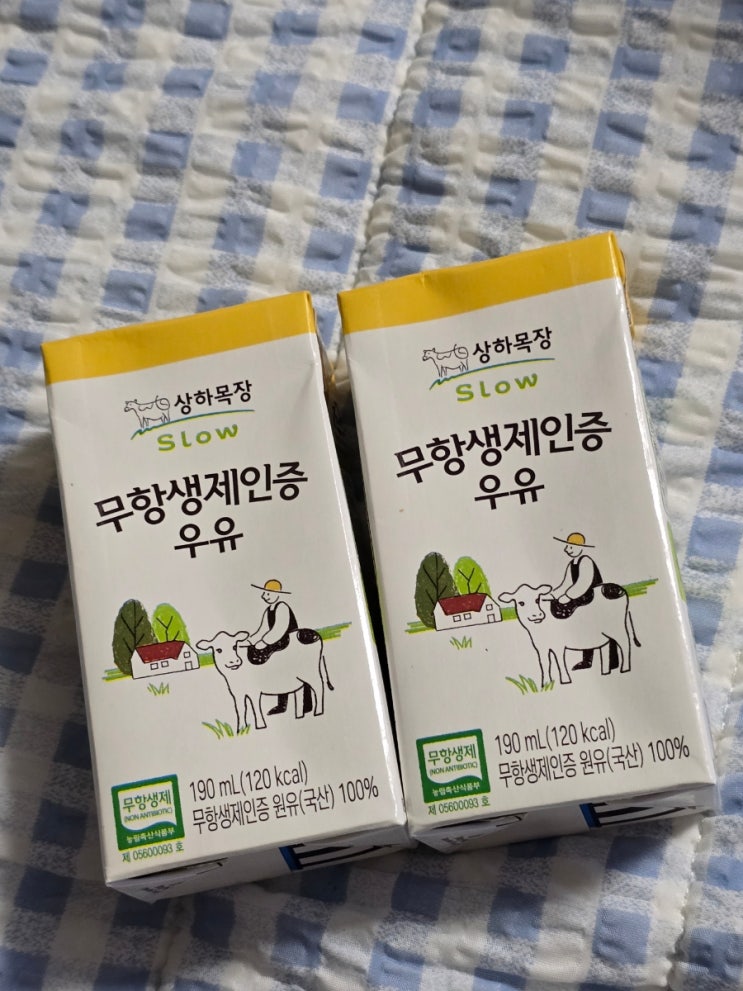 상하목장
Slow
무항생제인증
우유
무항생제
(NON ANTIBIOTIC)
농림축산식품부
제 05600093 호
190 mL(120 kcal)
무항생제인증 원유(국산) 100%
상하목장
Slow
무항생제인증
우유
무항생제
(NON ANTIBIOTIC)
농림축산식품부
제 05600093 호
190 mL(120 kcal)
무항생제인증 원유(국산) 100%